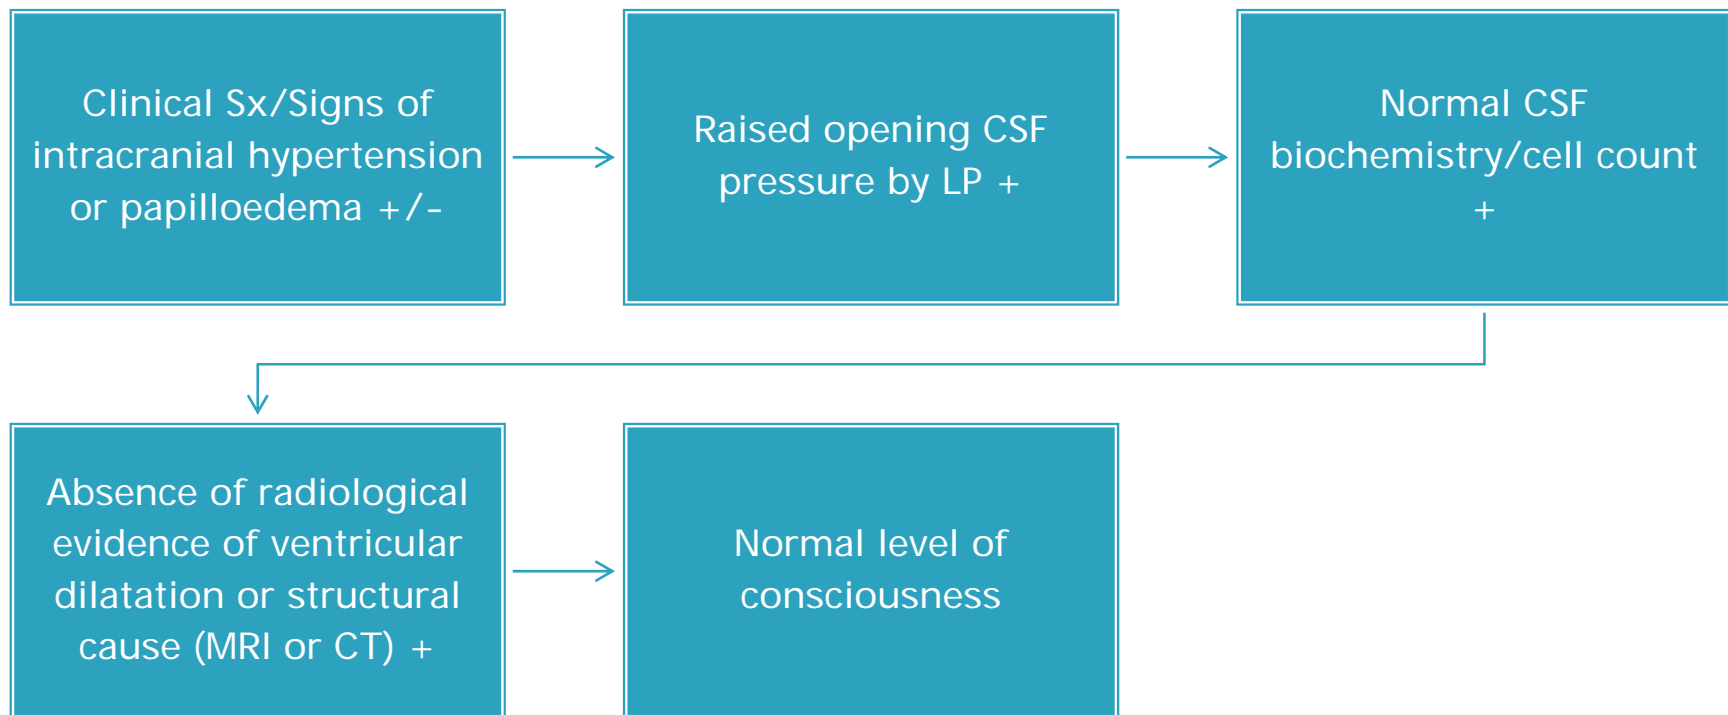 Clinical Sx/Signs of
intracranial hypertension
or papilloedema +/-
Raised opening CSF
pressure by LP +
Normal CSF
biochemistry/cell count
+
Absence of radiological
evidence of ventricular
dilatation or structural
cause (MRI or CT) +
Normal level of
consciousness